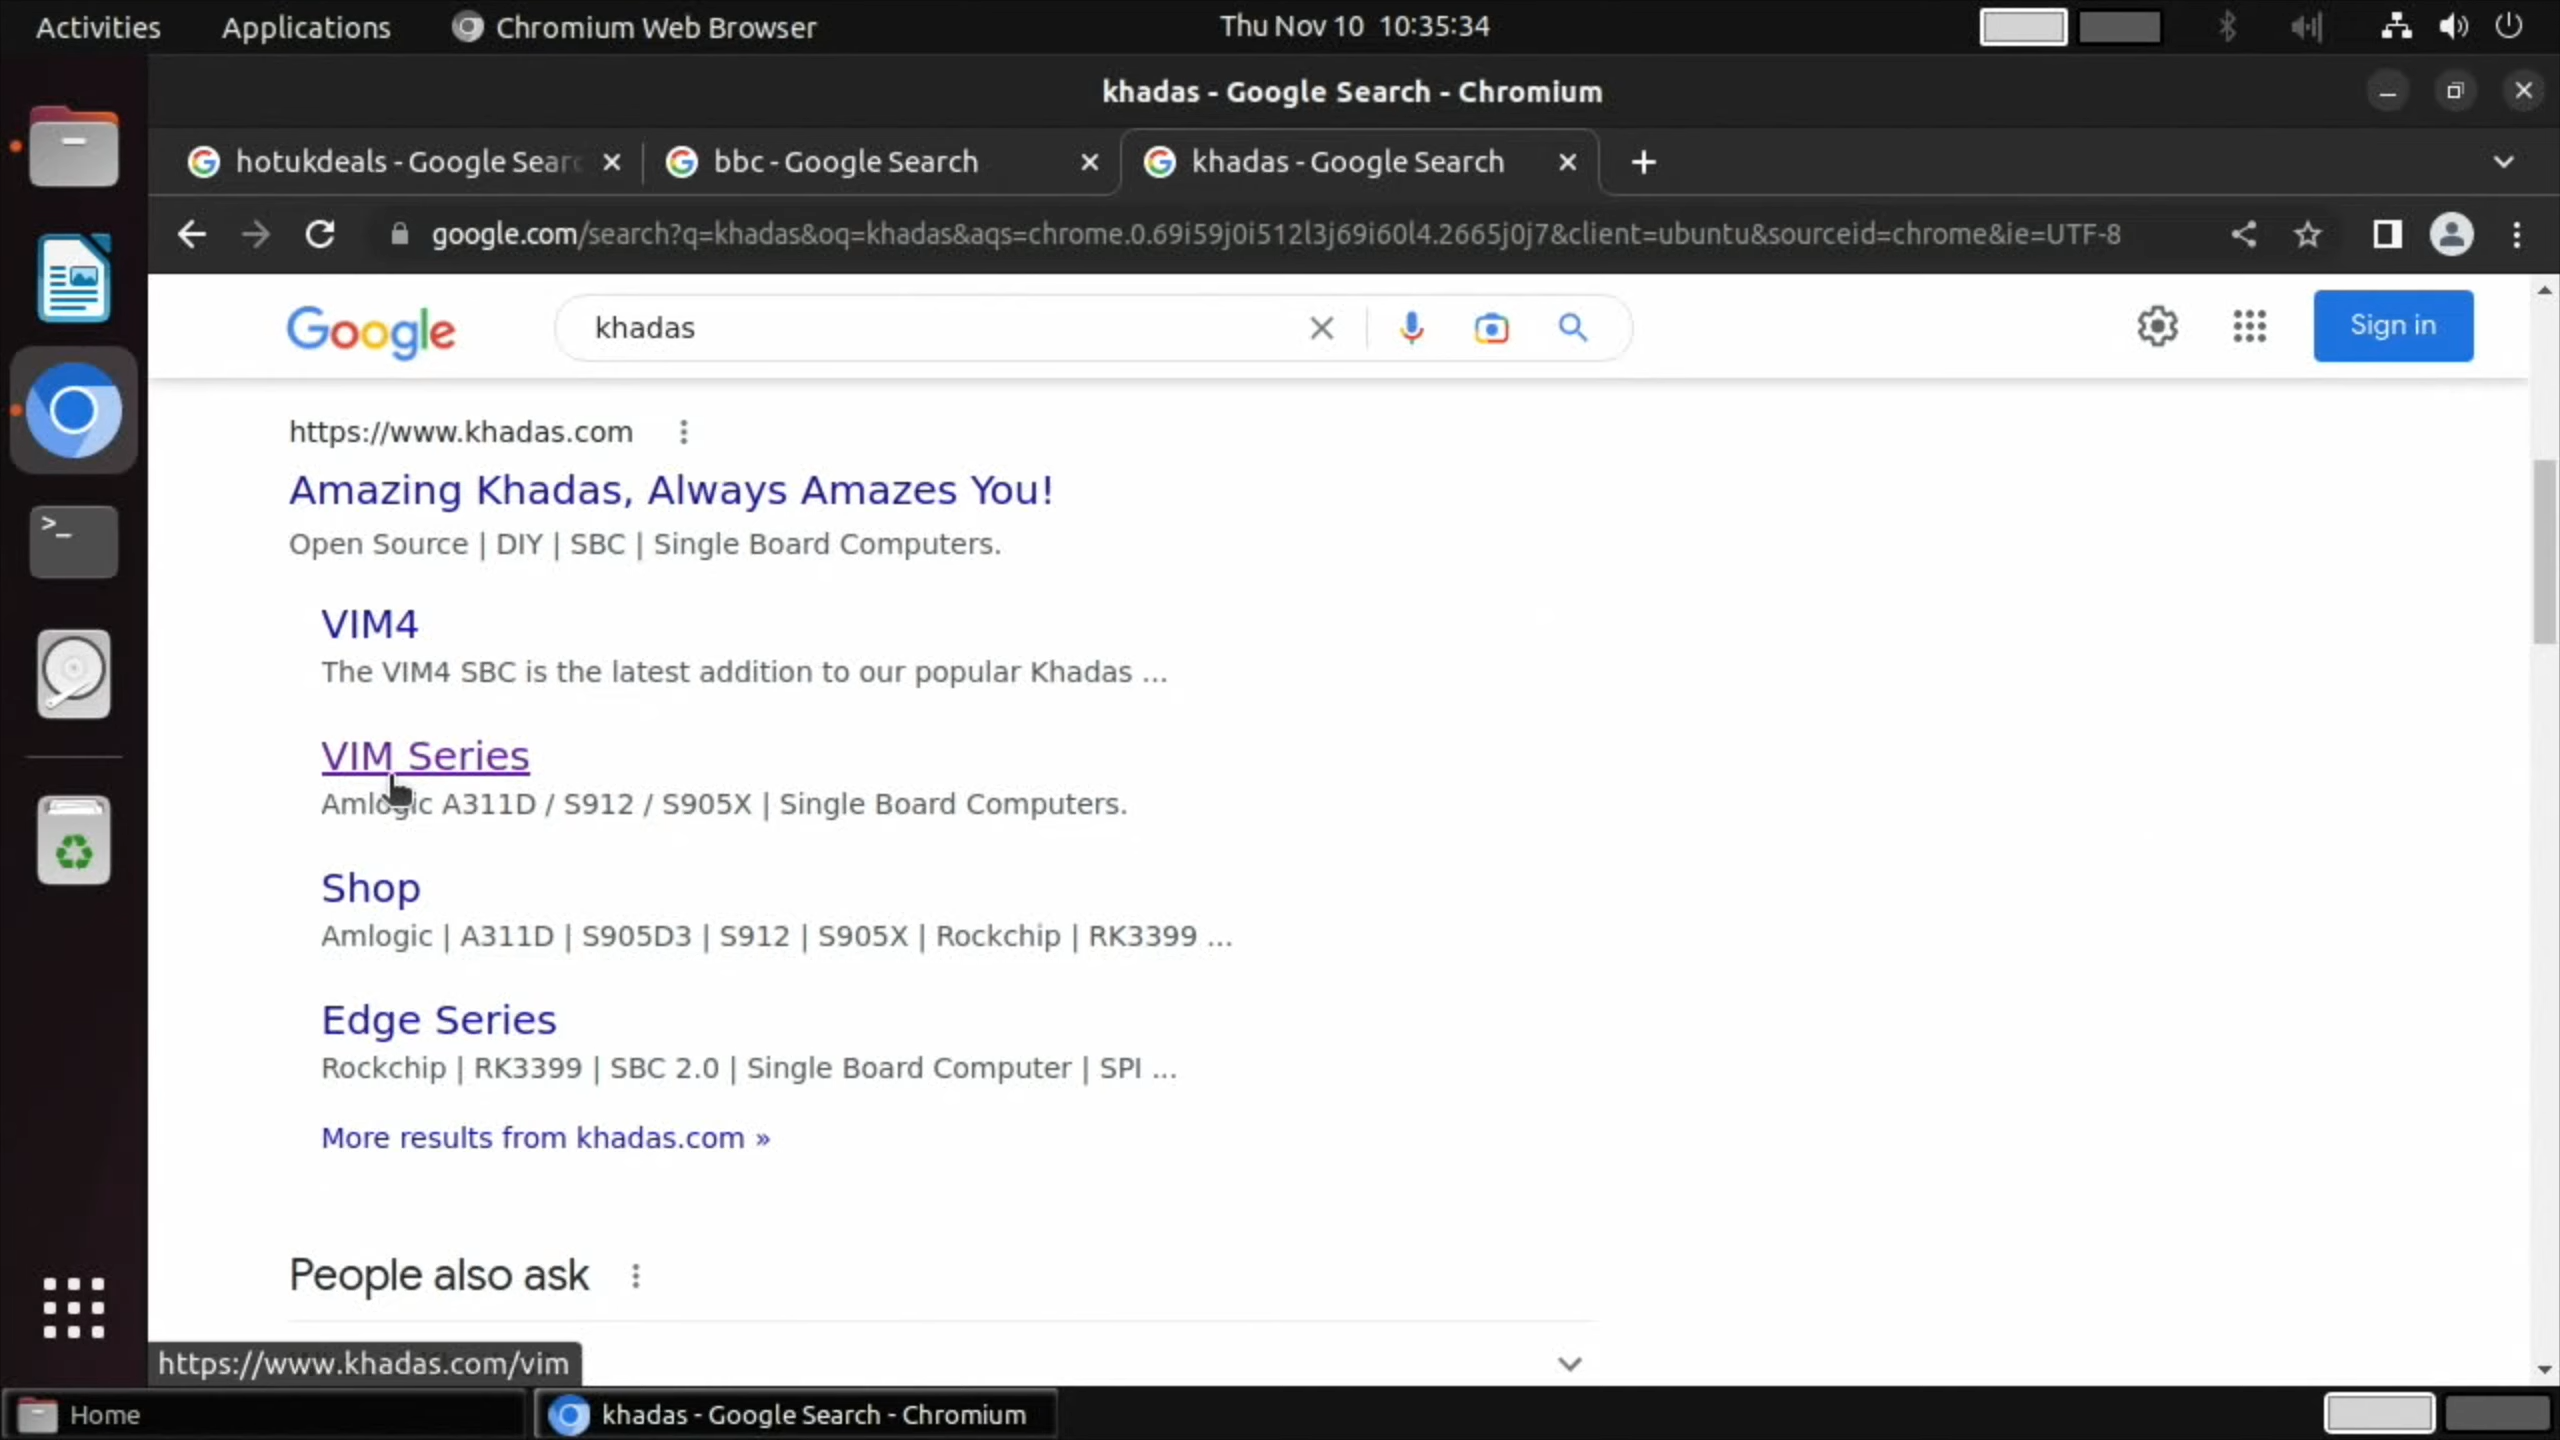 Activities Applications Chromium Web Browser Thu Nov 10 10:35:34
khadas - Google Search - Chromium
hotukdeals - Google Sear bbc - Google Search khadas - Google Search
google.com/search?q=khadas&oq=khadas&aqs=chrome.0.69i59j0i512l3j69i60l4.2665j0j7&client=ubuntu&sourceid=chrome&ie=UTF-8
Google khadas Sign in
https://www.khadas.com
Amazing Khadas, Always Amazes You!
Open Source | DIY | SBC | Single Board Computers.
VIM4
The VIM4 SBC is the latest addition to our popular Khadas ...
VIM Series
Amlogic A311D / S912 / S905X | Single Board Computers.
Shop
Amlogic | A311D | S905D3 | S912 | S905X | Rockchip | RK3399 ...
Edge Series
Rockchip | RK3399 | SBC 2.0 | Single Board Computer | SPI ...
More results from khadas.com »
People also ask
https://www.khadas.com/vim
Home khadas - Google Search - Chromium